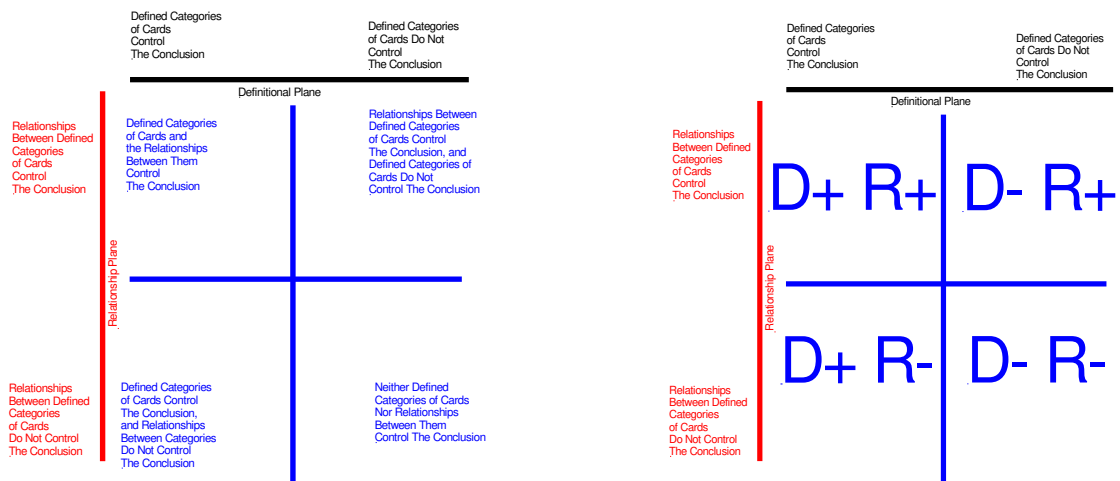 Defined Categories
of Cards
Control
The Conclusion
Defined Categories
of Cards Do Not
Control
The Conclusion
Definitional Plane
Relationships
Between Defined
Categories
of Cards
Control
The Conclusion
Defined Categories
of Cards and
the Relationships
Between Them
Control
The Conclusion
Relationships Between
Defined Categories
of Cards Control
The Conclusion, and
Defined Categories of
Cards Do Not
Control The Conclusion
Relationship Plane
Relationships
Between Defined
Categories
of Cards
Do Not Control
The Conclusion
Defined Categories
of Cards Control
The Conclusion,
and Relationships
Between Categories
Do Not Control
The Conclusion
Neither Defined
Categories of Cards
Nor Relationships
Between Them
Control The Conclusion
Defined Categories
of Cards
Control
The Conclusion
Defined Categories
of Cards Do Not
Control
The Conclusion
Definitional Plane
Relationships
Between Defined
Categories
of Cards
Control
The Conclusion
D+ R+
D- R+
Relationship Plane
D+ R-
D- R-
Relationships
Between Defined
Categories
of Cards
Do Not Control
The Conclusion